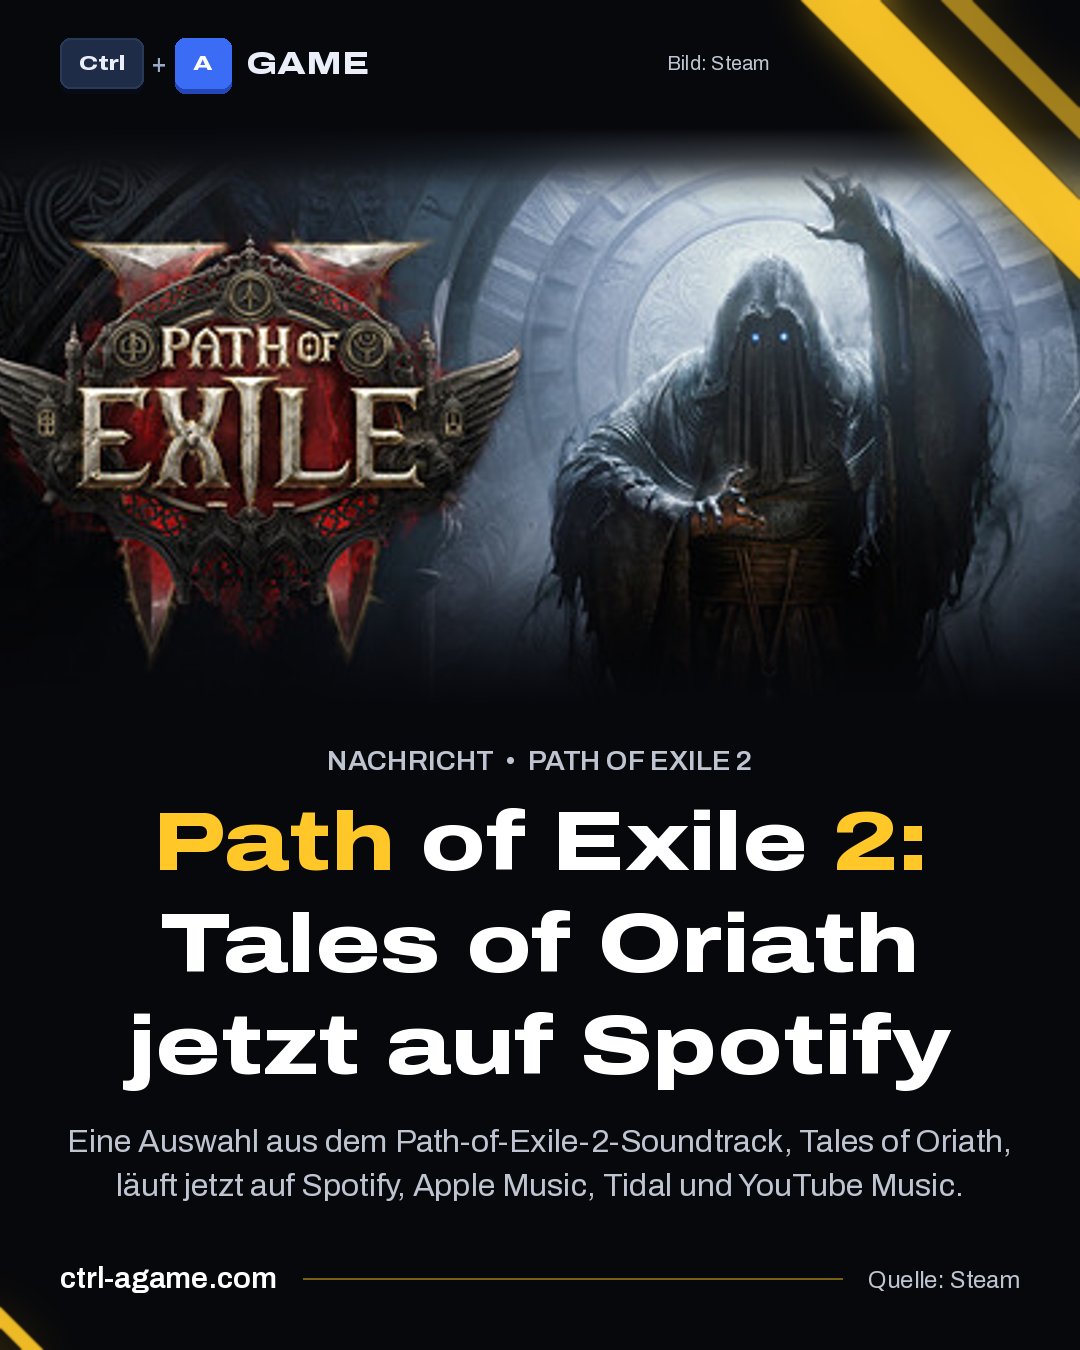 Ctrl + A GAME
Bild: Steam
PATH OF
EXILE
NACHRICHT • PATH OF EXILE 2
Path of Exile 2:
Tales of Oriath
jetzt auf Spotify
Eine Auswahl aus dem Path-of-Exile-2-Soundtrack, Tales of Oriath,
läuft jetzt auf Spotify, Apple Music, Tidal und YouTube Music.
ctrl-agame.com
Quelle: Steam